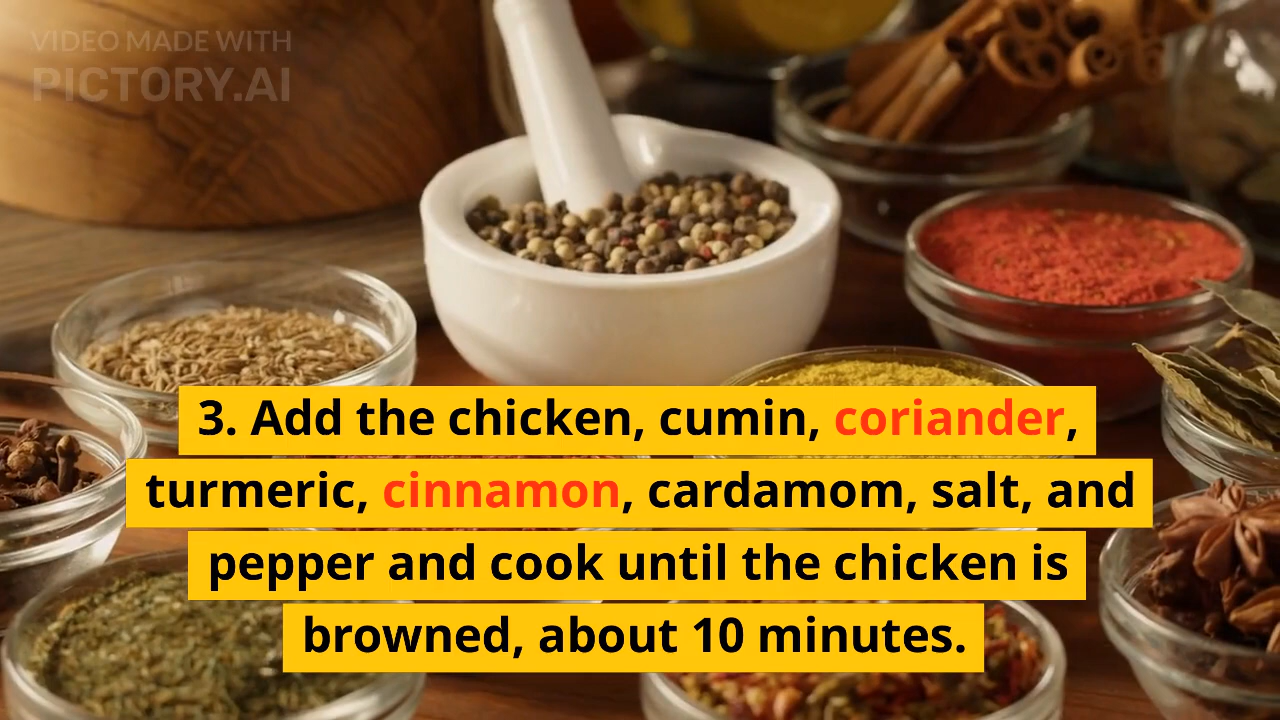 VIDEO MADE WITH
PICTORY.AI
3. Add the chicken, cumin, coriander,
turmeric, cinnamon, cardamom, salt, and
pepper and cook until the chicken is
browned, about 10 minutes.